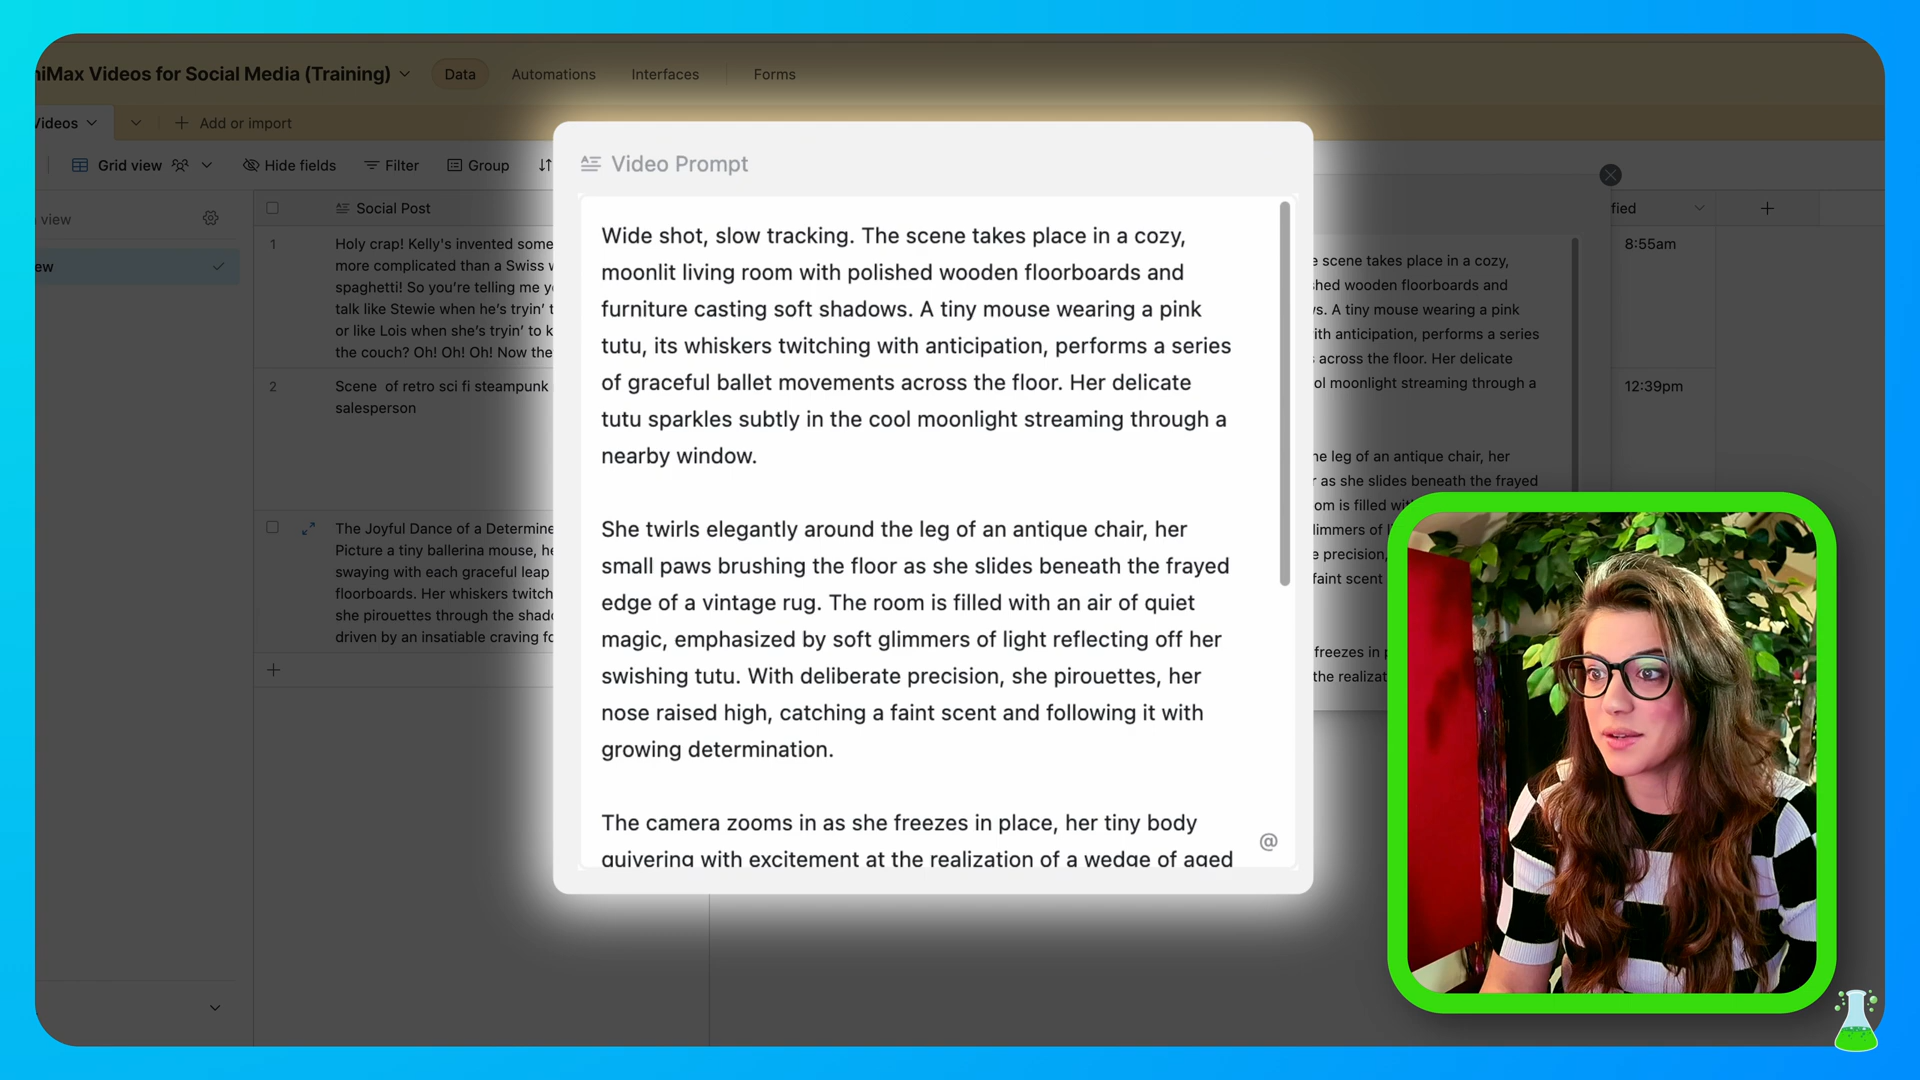 iMax Videos for Social Media (Training)
Data
Automations
Interfaces
Forms
Videos
Add or import
Grid view
Hide fields
Filter
Group
view
Social Post
fied
1
Holy crap! Kelly's invented some
more complicated than a Swiss
spaghetti! So you're telling me
talk like Stewie when he's tryin'
or like Lois when she's tryin' to
the couch? Oh! Oh! Oh! Now
8:55am
2
Scene of retro sci fi steampunk
salesperson
12:39pm
The Joyful Dance of a Determine
Picture a tiny ballerina mouse,
swaying with each graceful leap
floorboards. Her whiskers twitch
she pirouettes through the
driven by an insatiable craving
Video Prompt
Wide shot, slow tracking. The scene takes place in a cozy,
moonlit living room with polished wooden floorboards and
furniture casting soft shadows. A tiny mouse wearing a pink
tutu, its whiskers twitching with anticipation, performs a series
of graceful ballet movements across the floor. Her delicate
tutu sparkles subtly in the cool moonlight streaming through a
nearby window.
She twirls elegantly around the leg of an antique chair, her
small paws brushing the floor as she slides beneath the frayed
edge of a vintage rug. The room is filled with an air of quiet
magic, emphasized by soft glimmers of light reflecting off her
swishing tutu. With deliberate precision, she pirouettes, her
nose raised high, catching a faint scent and following it with
growing determination.
The camera zooms in as she freezes in place, her tiny body
quivering with excitement at the realization of a wedge of aged
@
scene takes place in a cozy,
shed wooden floorboards and
A tiny mouse wearing a pink
ith anticipation, performs a series
across the floor. Her delicate
ol moonlight streaming through a
he leg of an antique chair, her
as she slides beneath the frayed
om is filled
limmers of
precision,
faint scent
freezes in
the realizat